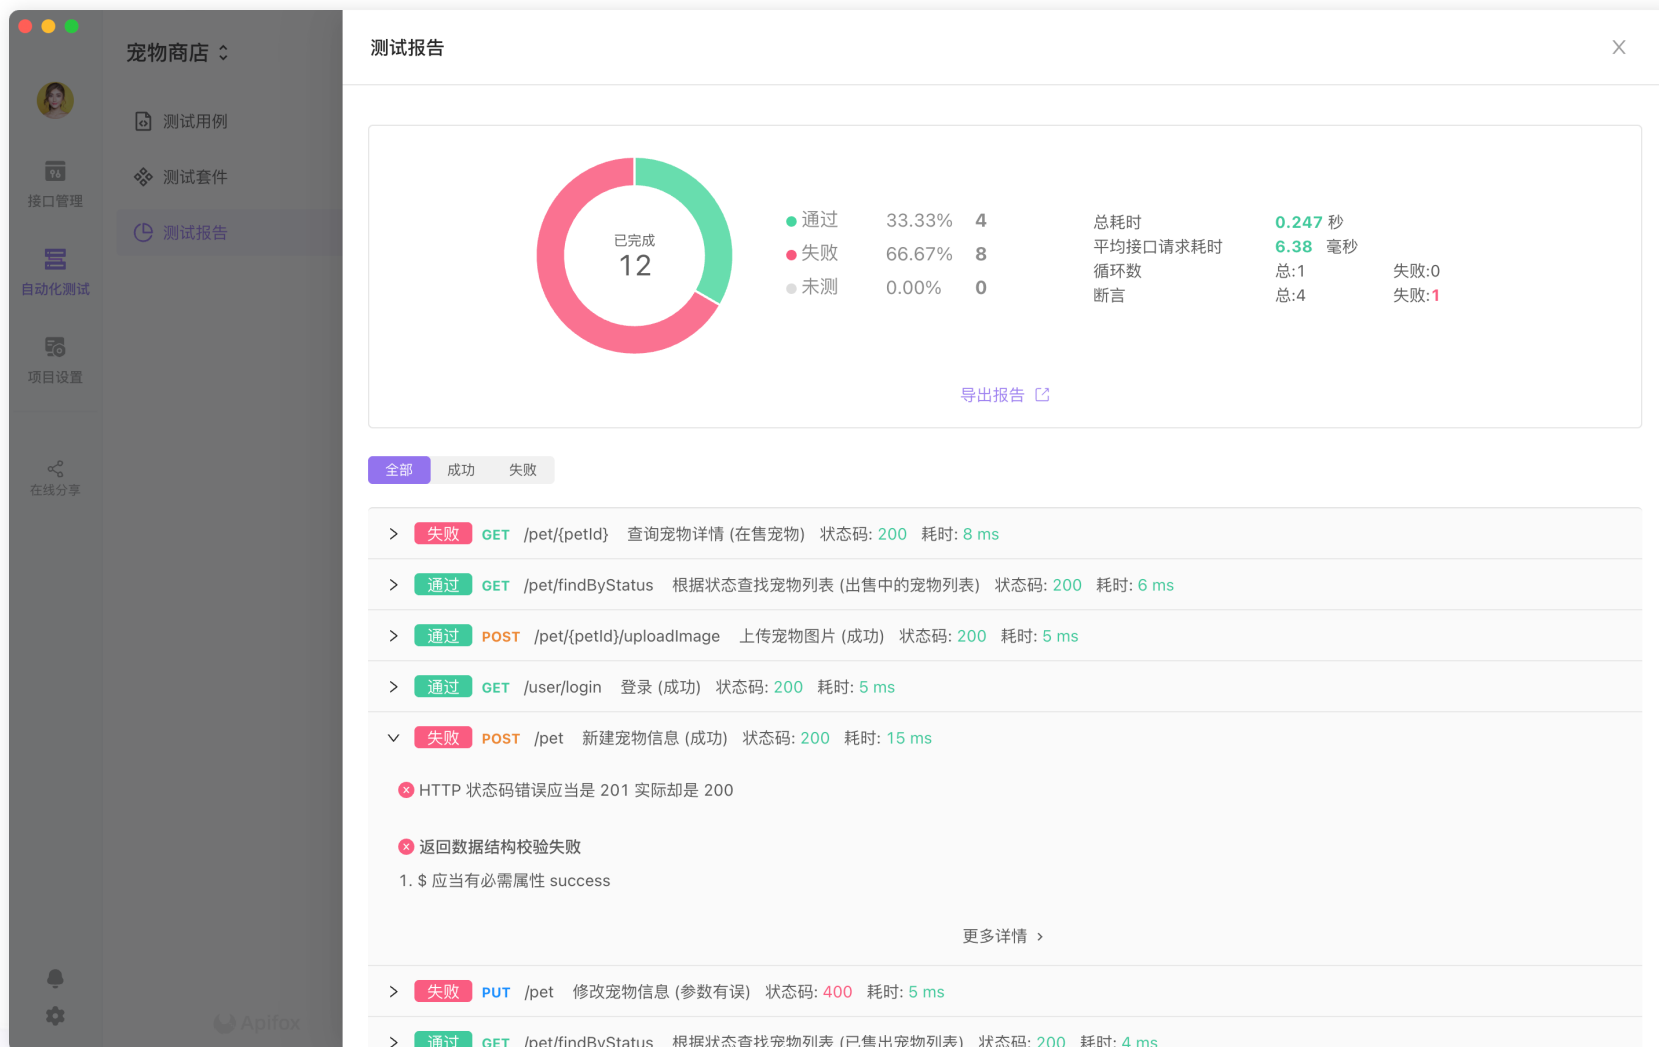 宠物商店
测试报告
96
接口管理
自动化测试
项目设置
在线分享
测试用例
测试套件
测试报告
已完成
12
通过 33.33% 4
失败 66.67% 8
未测 0.00% 0
总耗时 0.247 秒
平均接口请求耗时 6.38 毫秒
循环数 总:1 失败:0
断言 总:4 失败:1
导出报告
全部 成功 失败
失败 GET /pet/{petId} 查询宠物详情 (在售宠物) 状态码: 200 耗时: 8 ms
通过 GET /pet/findByStatus 根据状态查找宠物列表 (出售中的宠物列表) 状态码: 200 耗时: 6 ms
通过 POST /pet/{petId}/uploadImage 上传宠物图片 (成功) 状态码: 200 耗时: 5 ms
通过 GET /user/login 登录 (成功) 状态码: 200 耗时: 5 ms
失败 POST /pet 新建宠物信息 (成功) 状态码: 200 耗时: 15 ms
HTTP 状态码错误应当是 201 实际却是 200
返回数据结构校验失败
1. $ 应当有必需属性 success
更多详情
失败 PUT /pet 修改宠物信息 (参数有误) 状态码: 400 耗时: 5 ms
通过 GET /pet/findByStatus 根据状态查找宠物列表 (已售出宠物列表) 状态码: 200 耗时: 4 ms
Apifox